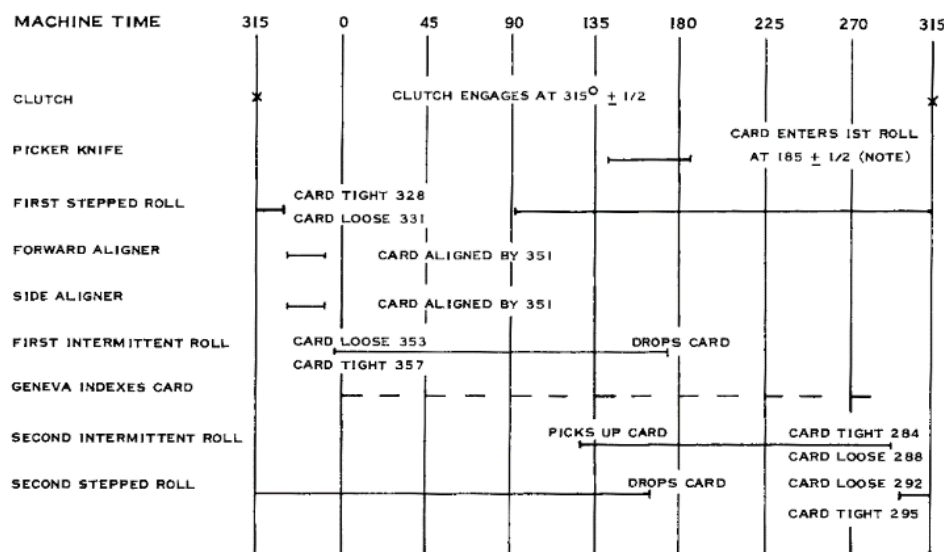 MACHINE TIME 315 0 45 90 135 180 225 270 315
CLUTCH CLUTCH ENGAGES AT 315° ± 1/2
CARD ENTERS 1ST ROLL
PICKER KNIFE AT 185 ± 1/2 (NOTE)
CARD TIGHT 328
FIRST STEPPED ROLL
CARD LOOSE 331
FORWARD ALIGNER CARD ALIGNED BY 351
SIDE ALIGNER CARD ALIGNED BY 351
FIRST INTERMITTENT ROLL CARD LOOSE 353 DROPS CARD
CARD TIGHT 357
GENEVA INDEXES CARD
SECOND INTERMITTENT ROLL PICKS UP CARD CARD TIGHT 284
CARD LOOSE 288
SECOND STEPPED ROLL DROPS CARD CARD LOOSE 292
CARD TIGHT 295